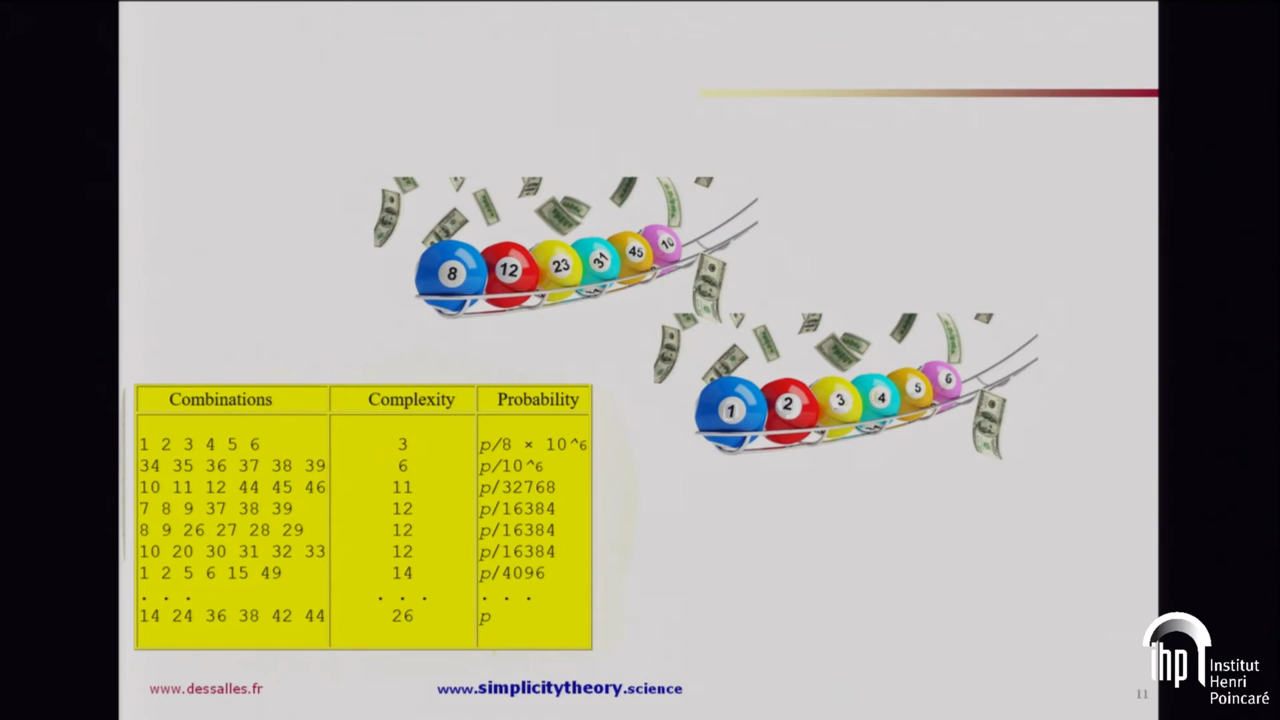 8 12 23 31 45 10
1 2 3 4 5 6
Combinations Complexity Probability
1 2 3 4 5 6 3 p/8 × 10^6
34 35 36 37 38 39 6 p/10^6
10 11 12 44 45 46 11 p/32768
7 8 9 37 38 39 12 p/16384
8 9 26 27 28 29 12 p/16384
10 20 30 31 32 33 12 p/16384
1 2 5 6 15 49 14 p/4096
. . . . . . . . .
14 24 36 38 42 44 26 p
www.dessalles.fr
www.simplicitytheory.science
11
ihp Institut
Henri
Poincaré